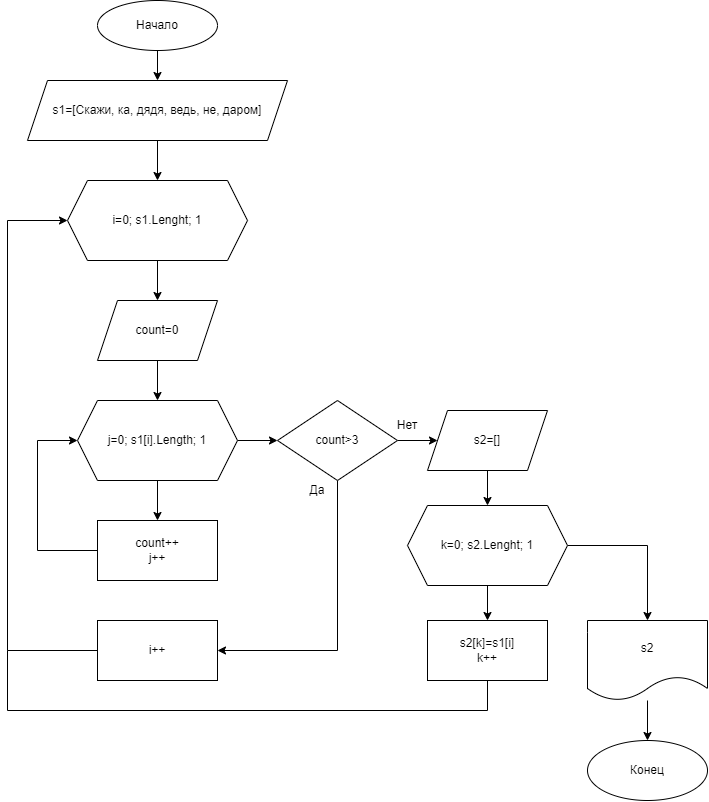 Начало
s1=[Скажи, ка, дядя, ведь, не, даром]
i=0; s1.Lenght; 1
count=0
j=0; s1[i].Length; 1
count>3
Нет
s2=[]
Да
k=0; s2.Lenght; 1
count++
j++
i++
s2[k]=s1[i]
k++
s2
Конец